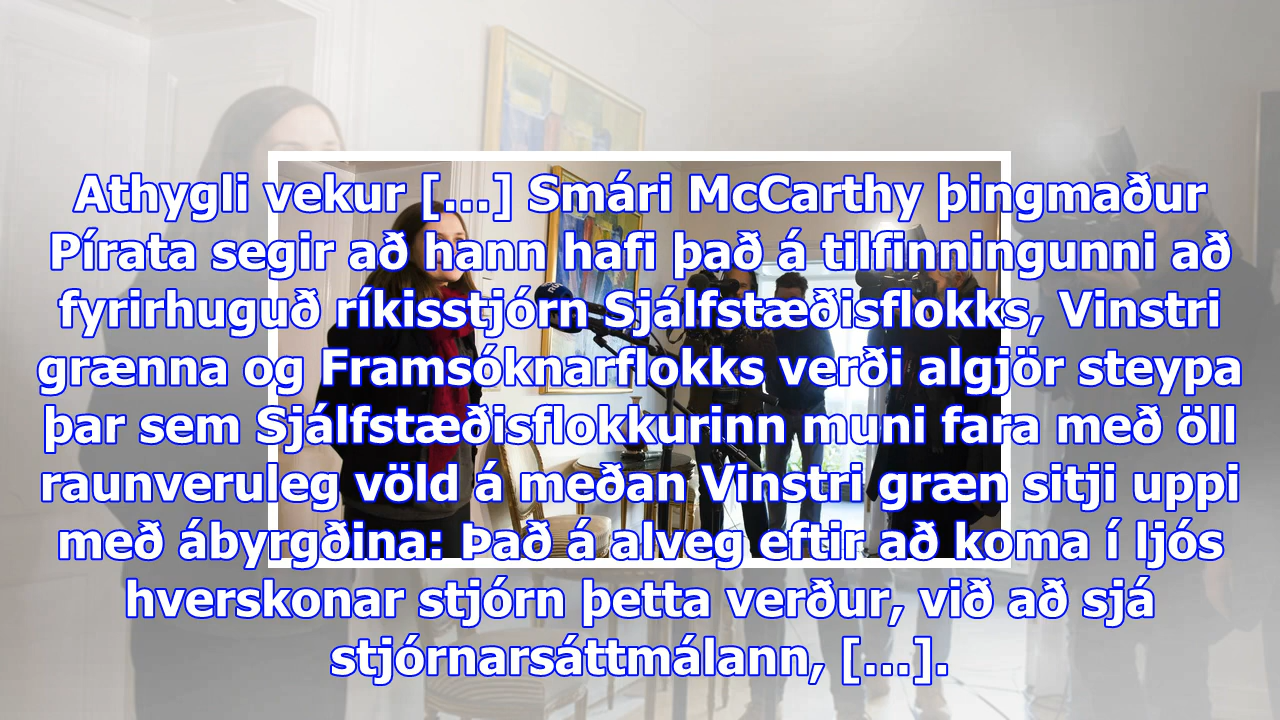 Athygli vekur [...] Smári McCarthy þingmaður
Pírata segir að hann hafi það á tilfinningunni að
fyrirhuguð ríkisstjórn Sjálfstæðisflokks, Vinstri
grænna og Framsóknarflokks verði algjör steypa
þar sem Sjálfstæðisflokkurinn muni fara með öll
raunveruleg völd á meðan Vinstri græn sitji uppi
með ábyrgðina: Það á alveg eftir að koma í ljós
hverskonar stjórn þetta verður, við að sjá
stjórnarsáttmálann, [...].